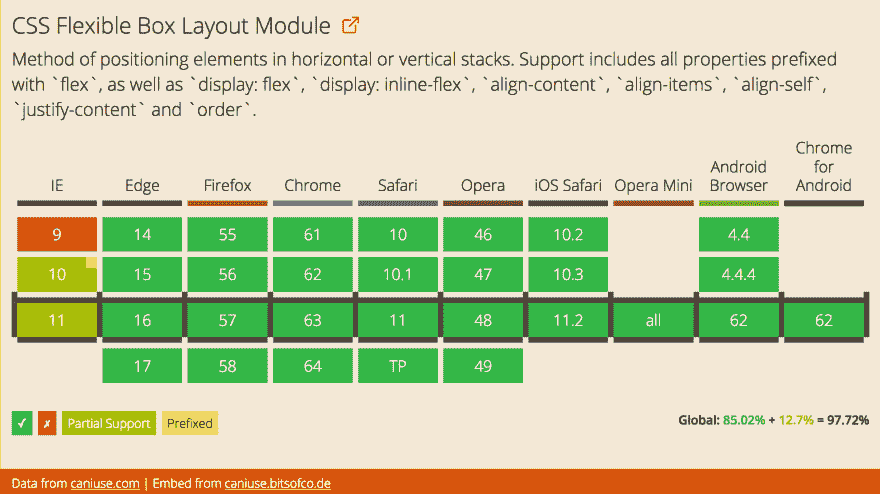 CSS Flexible Box Layout Module
Method of positioning elements in horizontal or vertical stacks. Support includes all properties prefixed
with `flex`, as well as `display: flex`, `display: inline-flex`, `align-content`, `align-items`, `align-self`,
`justify-content` and `order`.
IE Edge Firefox Chrome Safari Opera iOS Safari Opera Mini Android Browser Chrome for Android
9 14 55 61 10 46 10.2 4.4
10 15 56 62 10.1 47 10.3 4.4.4
11 16 57 63 11 48 11.2 all 62 62
17 58 64 TP 49
✓ ✗ Partial Support Prefixed Global: 85.02% + 12.7% = 97.72%
Data from caniuse.com | Embed from caniuse.bitsofco.de